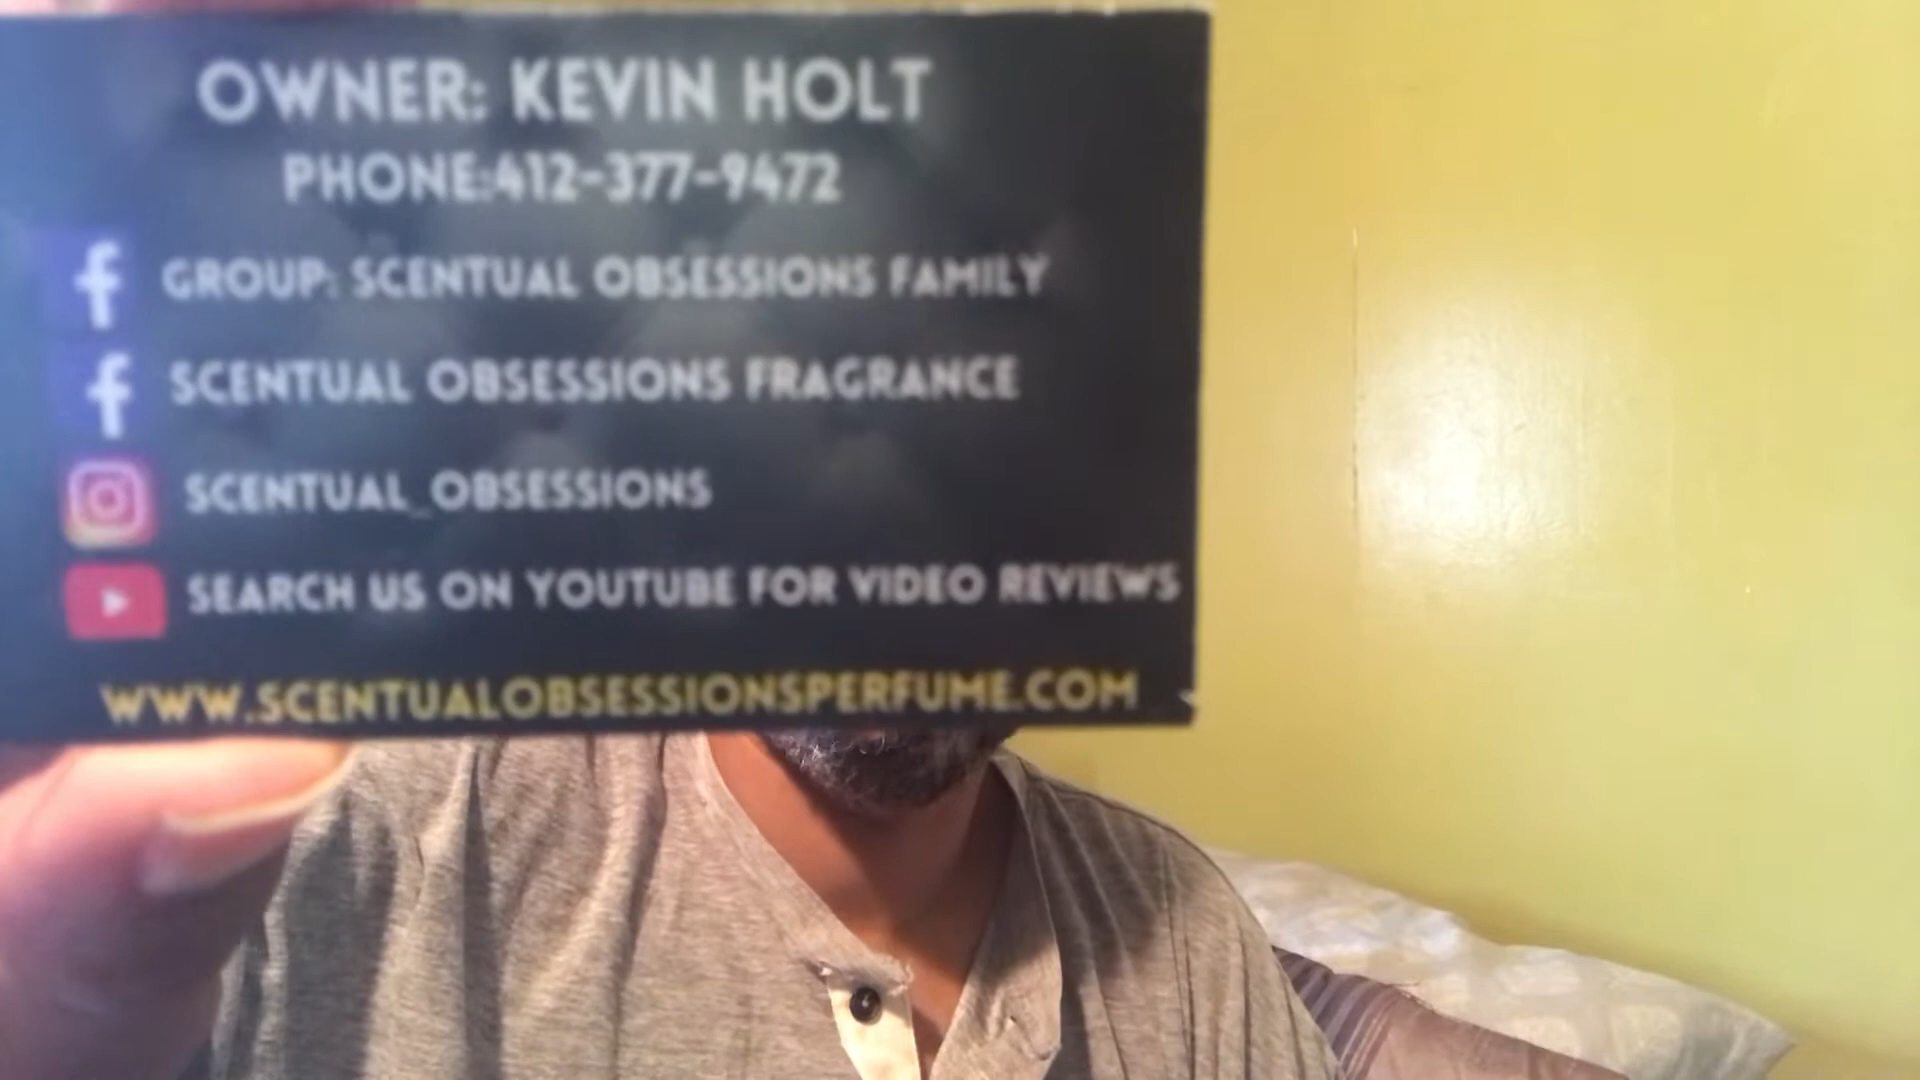 OWNER: KEVIN HOLT
PHONE:412-377-9472
GROUP: SCENTUAL OBSESSIONS FAMILY
SCENTUAL OBSESSIONS FRAGRANCE
SCENTUAL_OBSESSIONS
SEARCH US ON YOUTUBE FOR VIDEO REVIEWS
WWW.SCENTUALOBSESSIONSPERFUME.COM